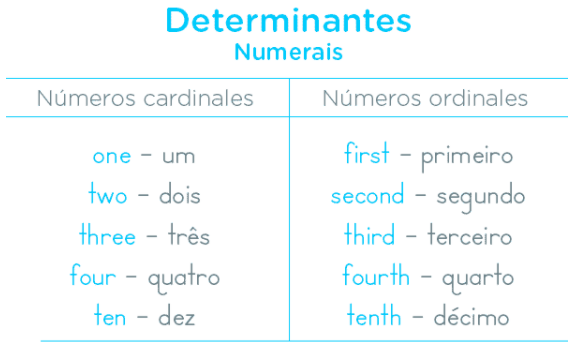 Determinantes
Numerais
Números cardinales
Números ordinales
one – um
first – primeiro
two – dois
second – segundo
three – três
third – terceiro
four – quatro
fourth – quarto
ten – dez
tenth – décimo